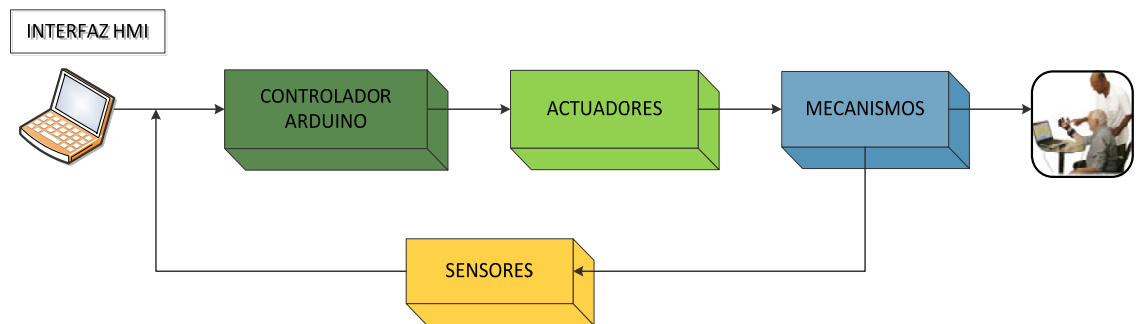 INTERFAZ HMI
CONTROLADOR
ARDUINO
ACTUADORES
MECANISMOS
SENSORES